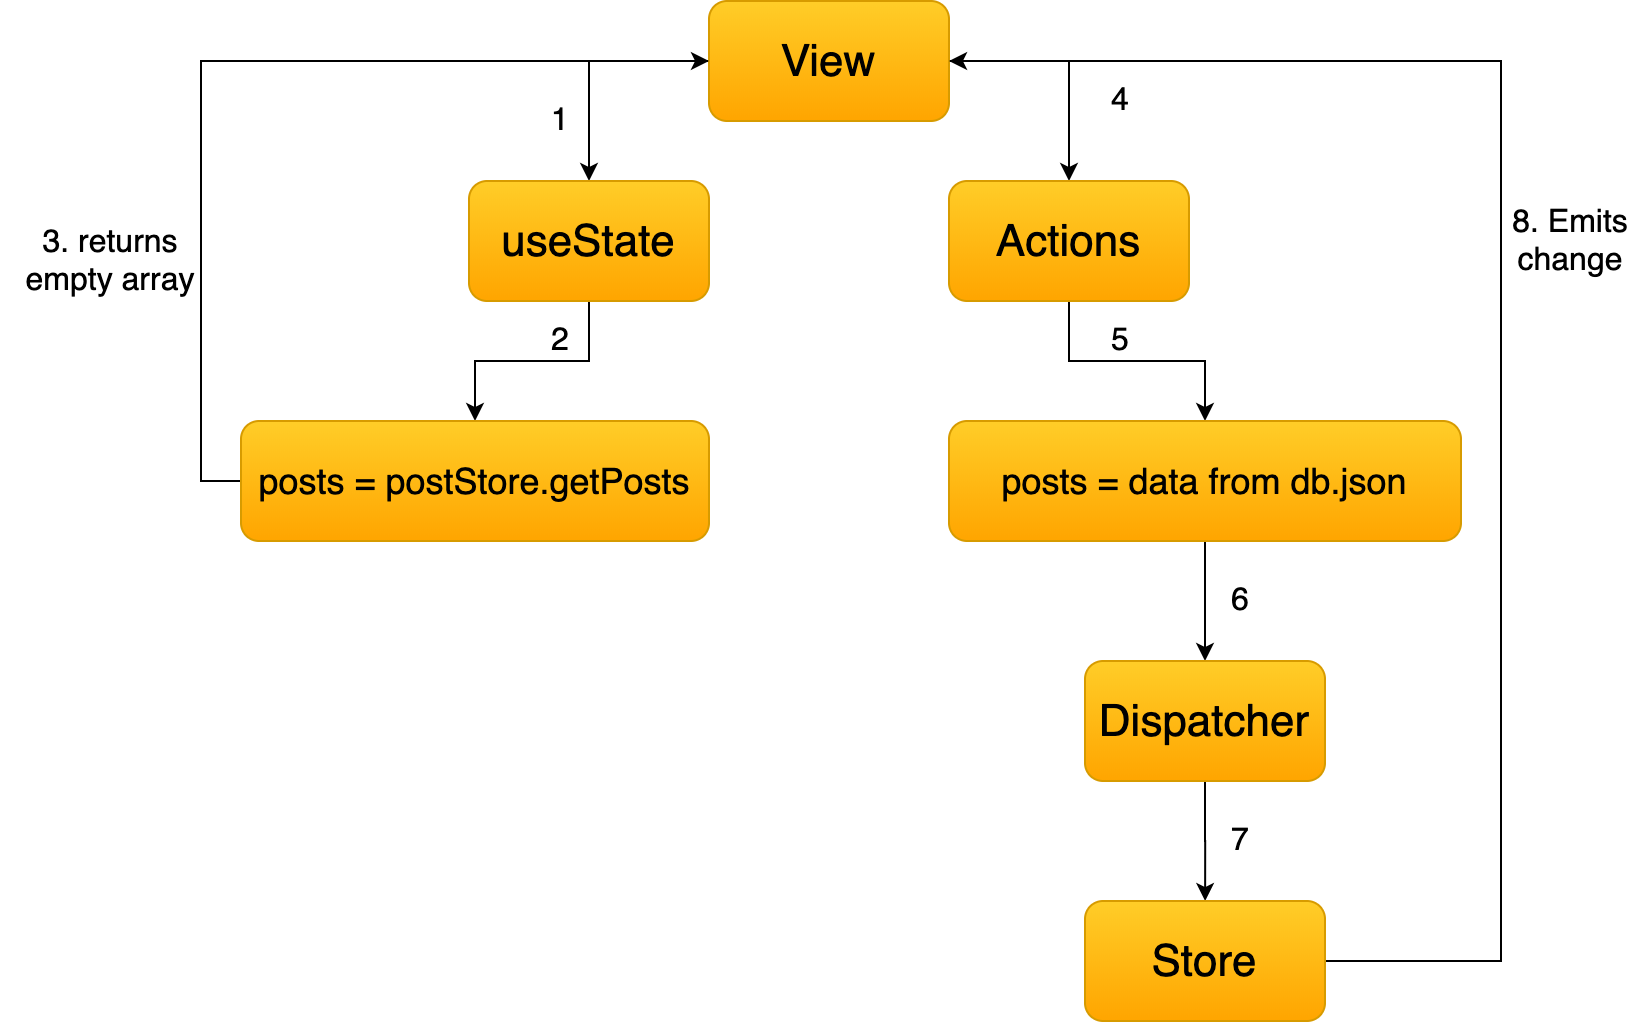 View
1
4
3. returns
empty array
useState
Actions
8. Emits
change
2
5
posts = postStore.getPosts
posts = data from db.json
6
Dispatcher
7
Store